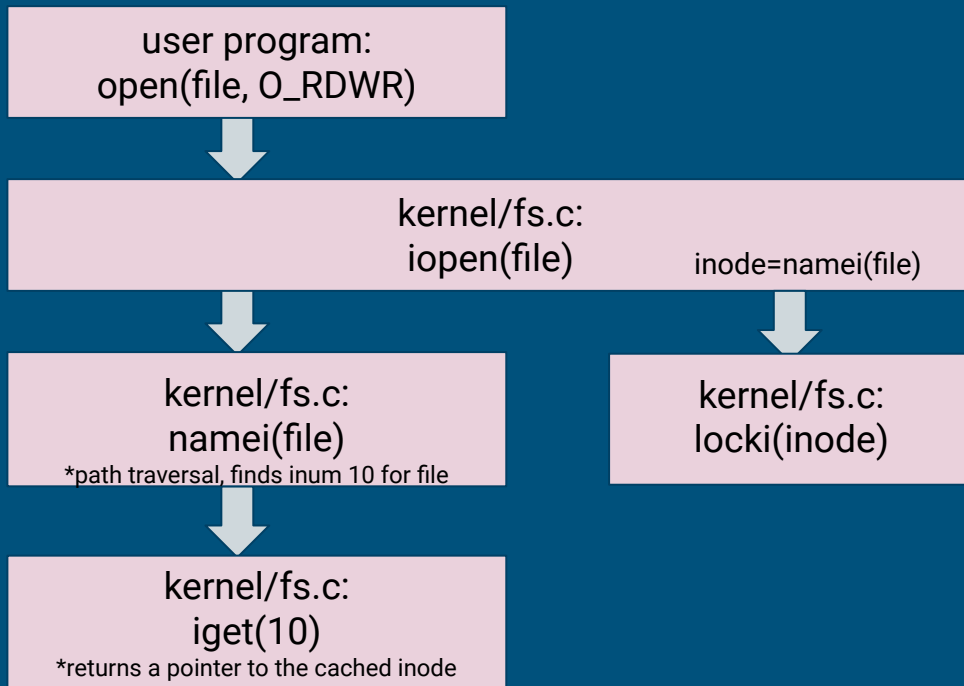 user program:
open(file, O_RDWR)
kernel/fs.c:
iopen(file)
inode=namei(file)
kernel/fs.c:
namei(file)
*path traversal, finds inum 10 for file
kernel/fs.c:
locki(inode)
kernel/fs.c:
iget(10)
*returns a pointer to the cached inode